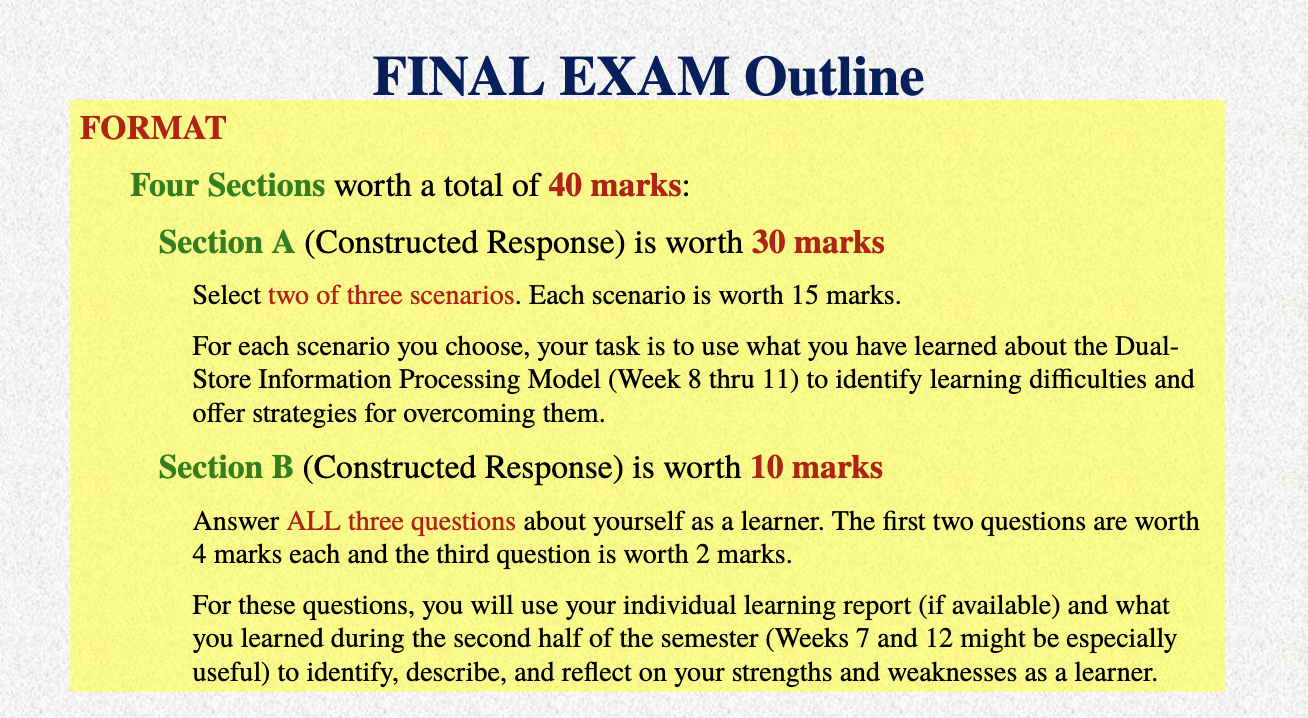 FINAL EXAM Outline
FORMAT
Four Sections worth a total of 40 marks:
Section A (Constructed Response) is worth 30 marks
Select two of three scenarios. Each scenario is worth 15 marks.
For each scenario you choose, your task is to use what you have learned about the Dual-
Store Information Processing Model (Week 8 thru 11) to identify learning difficulties and
offer strategies for overcoming them.
Section B (Constructed Response) is worth 10 marks
Answer ALL three questions about yourself as a learner. The first two questions are worth
4 marks each and the third question is worth 2 marks.
For these questions, you will use your individual learning report (if available) and what
you learned during the second half of the semester (Weeks 7 and 12 might be especially
useful) to identify, describe, and reflect on your strengths and weaknesses as a learner.